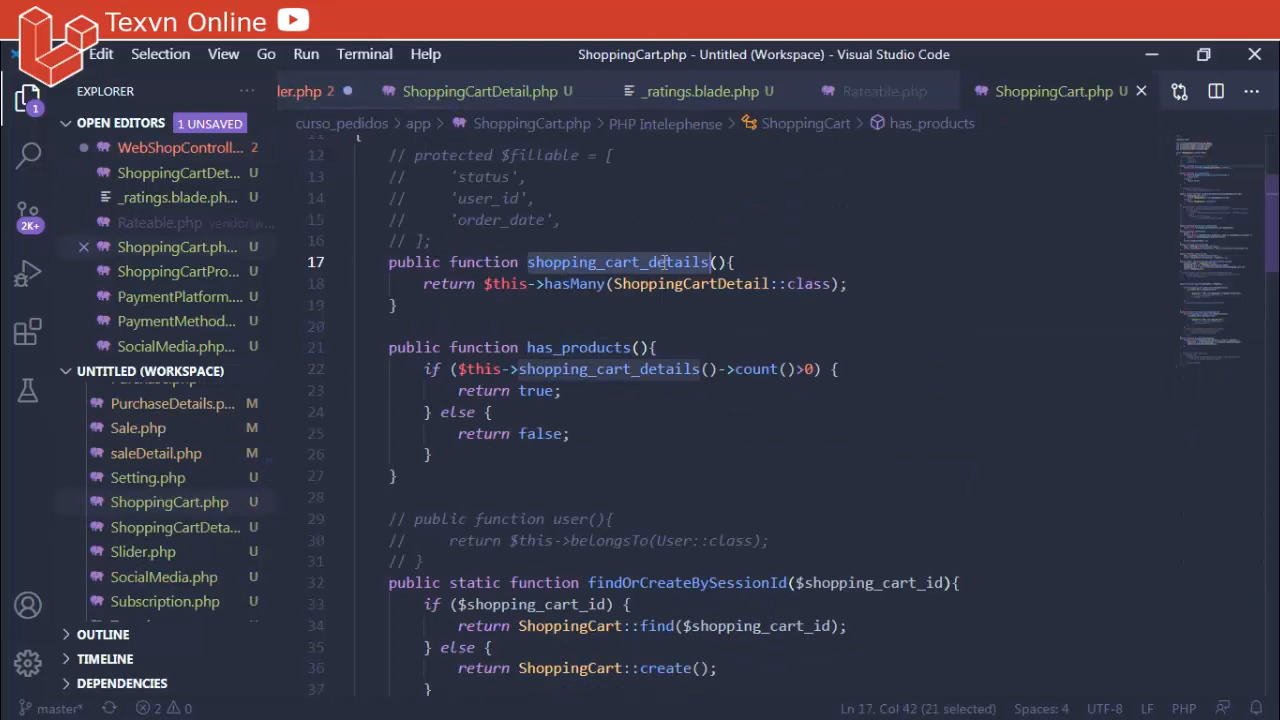 Texvn Online
Edit Selection View Go Run Terminal Help
ShoppingCart.php - Untitled (Workspace) - Visual Studio Code
EXPLORER ...
ler.php 2
ShoppingCartDetail.php U
_ratings.blade.php U
Rateable.php
ShoppingCart.php U
curso_pedidos > app > ShoppingCart.php > PHP Intelephense > ShoppingCart > has_products
OPEN EDITORS 1 UNSAVED
WebShopControll... 2
ShoppingCartDet... U
_ratings.blade.ph... U
Rateable.php vendor\gh...
ShoppingCart.ph... U
ShoppingCartPro... U
PaymentPlatform... U
PaymentMethod... U
SocialMedia.php... U
UNTITLED (WORKSPACE)
PurchaseDetails.p... M
Sale.php M
saleDetail.php M
Setting.php U
ShoppingCart.php U
ShoppingCartDeta... U
Slider.php U
SocialMedia.php U
Subscription.php U
OUTLINE
TIMELINE
DEPENDENCIES
1
2K+
11 {
12 // protected $fillable = [
13 // 'status',
14 // 'user_id',
15 // 'order_date',
16 // ];
17 public function shopping_cart_details(){
18 return $this->hasMany(ShoppingCartDetail::class);
19 }
20
21 public function has_products(){
22 if ($this->shopping_cart_details()->count()>0) {
23 return true;
24 } else {
25 return false;
26 }
27 }
28
29 // public function user(){
30 // return $this->belongsTo(User::class);
31 // }
32 public static function findOrCreateBySessionId($shopping_cart_id){
33 if ($shopping_cart_id) {
34 return ShoppingCart::find($shopping_cart_id);
35 } else {
36 return ShoppingCart::create();
37 }
master* 2 0 Ln 17, Col 42 (21 selected) Spaces: 4 UTF-8 LF PHP